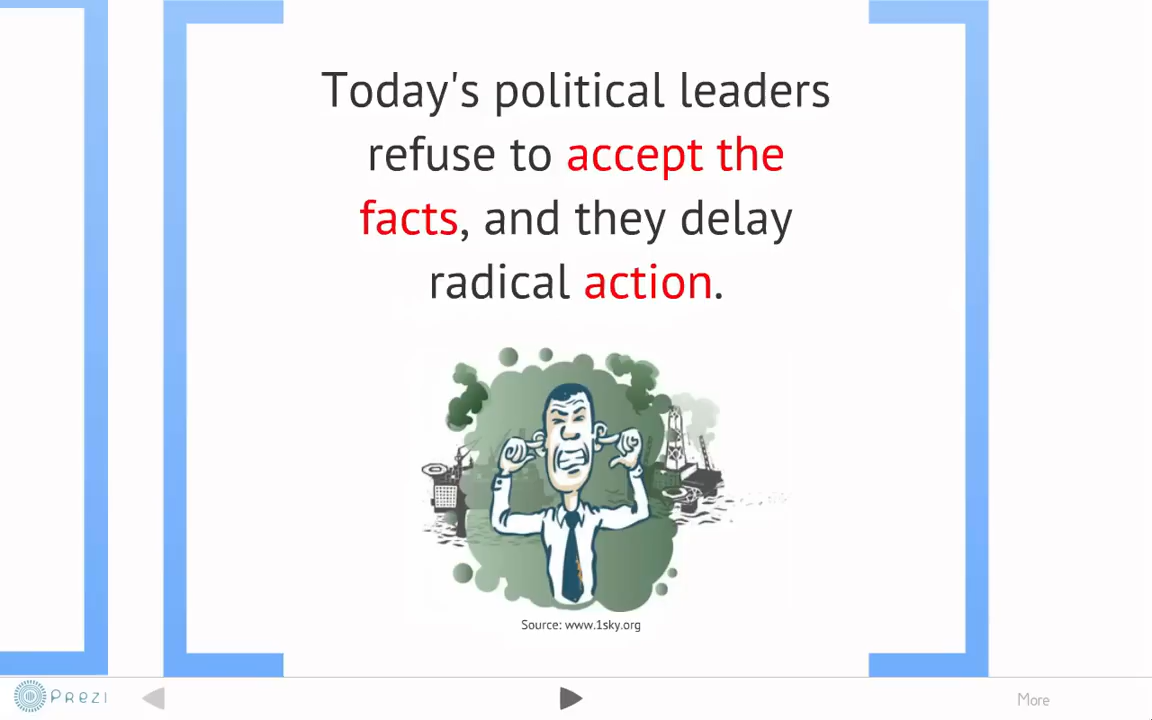 Today's political leaders
refuse to accept the
facts, and they delay
radical action.
Source: www.1sky.org
Prezi
More